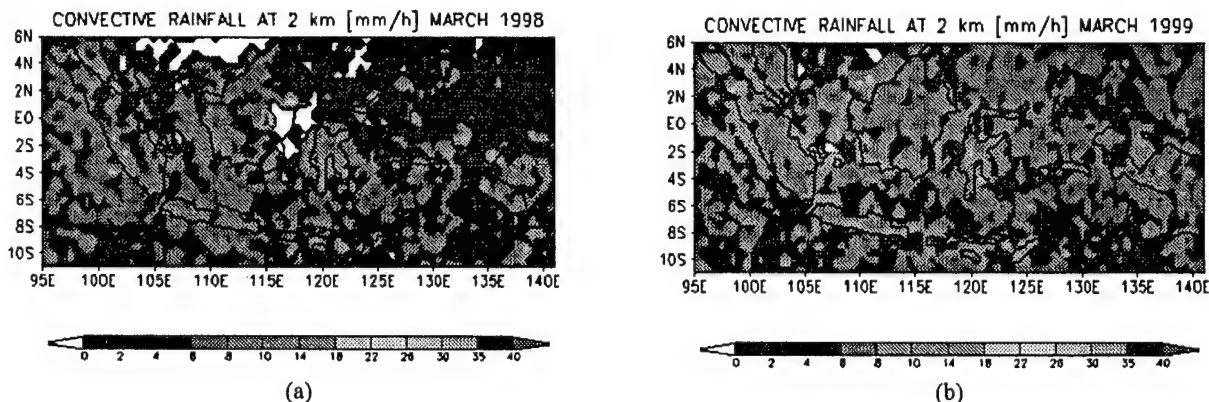 CONVECTIVE RAINFALL AT 2 km [mm/h] MARCH 1998
6N
4N
2N
EQ
2S
4S
6S
8S
10S
95E 100E 105E 110E 115E 120E 125E 130E 135E 140E
0 2 4 6 8 10 14 18 22 26 30 35 40
(a)
CONVECTIVE RAINFALL AT 2 km [mm/h] MARCH 1999
6N
4N
2N
EQ
2S
4S
6S
8S
10S
95E 100E 105E 110E 115E 120E 125E 130E 135E 140E
0 2 4 6 8 10 14 18 22 26 30 35 40
(b)